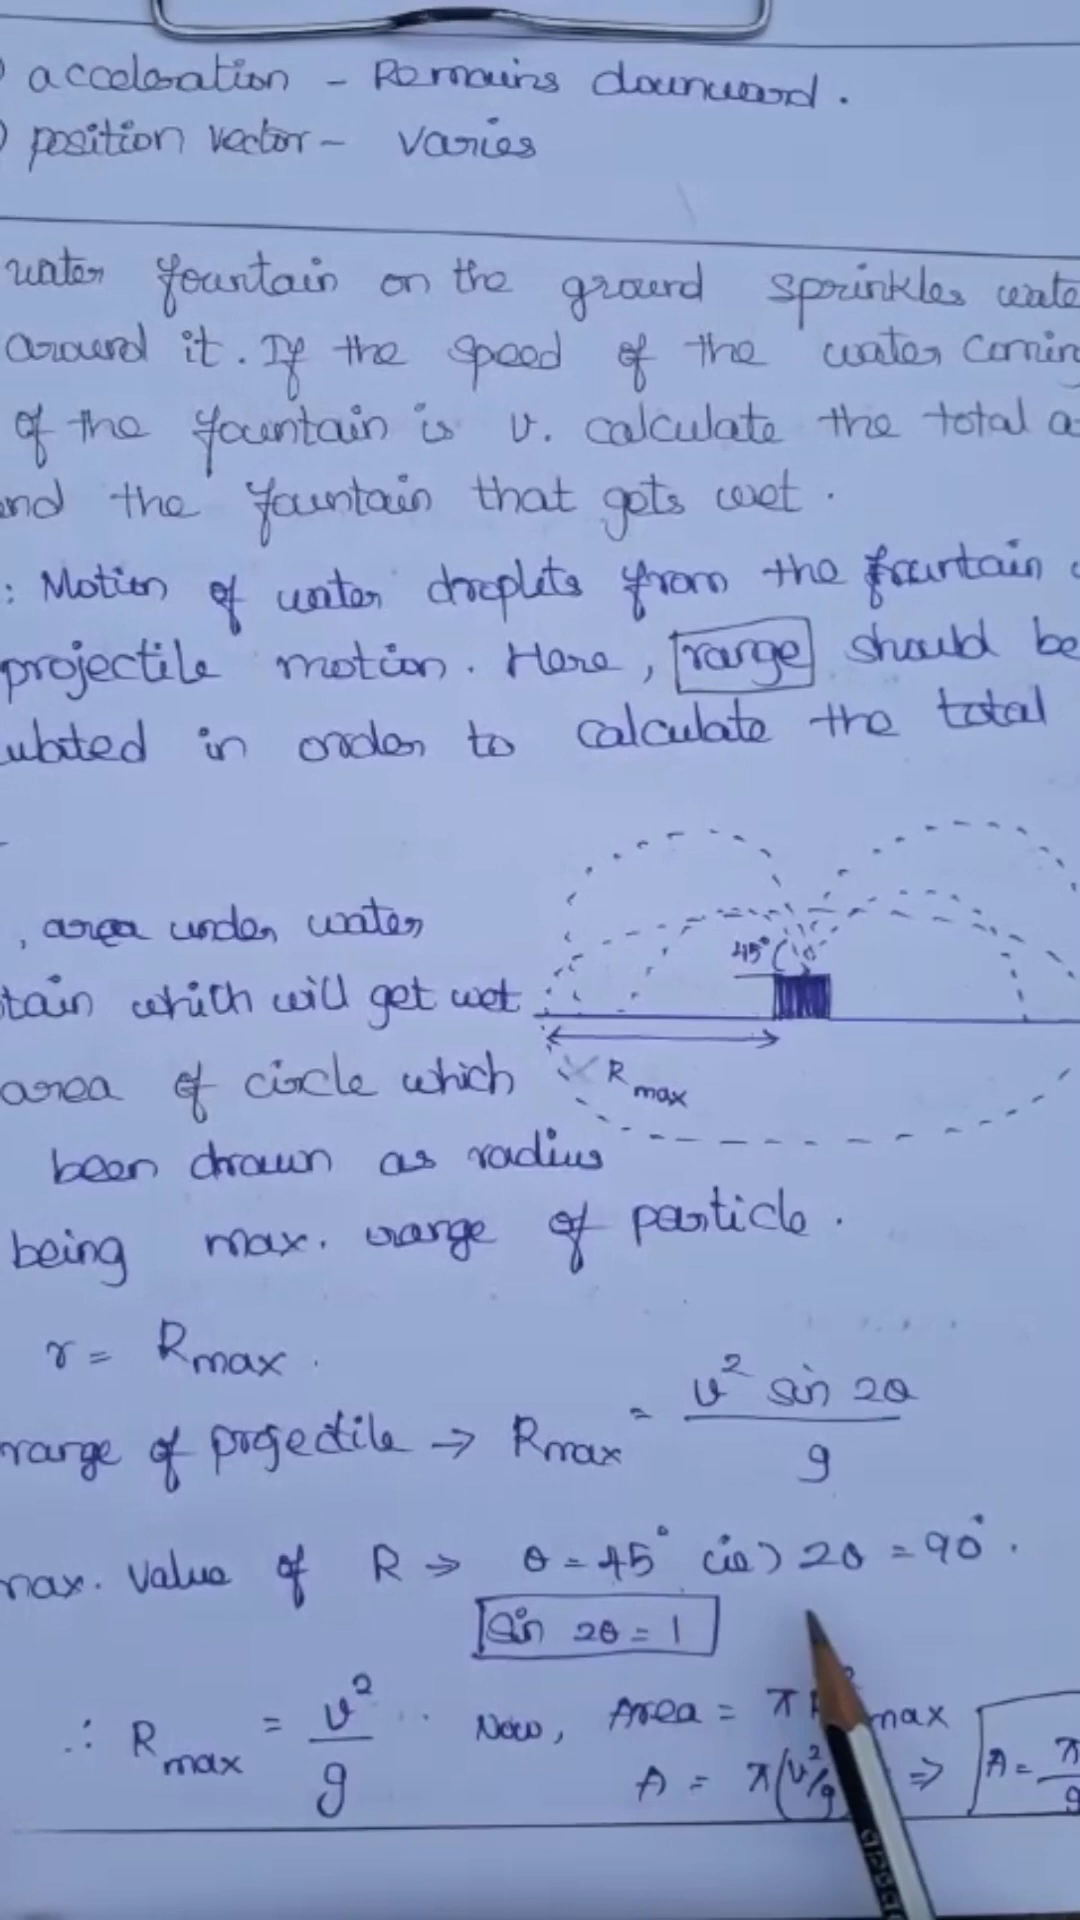 acceleration - Remains downward.
position vector - varies
water fountain on the ground sprinkles wate
around it. If the speed of the water coming
of the fountain is v. calculate the total a
nd the fountain that gets wet.
: Motion of water droplets from the fountain
projectile motion. Here, range should be
ulated in order to calculate the total
, area under water
tain which will get wet
area of circle which
been drawn as radius
being max. range of particle.
45°
R max
r = Rmax.
range of projectile → Rmax = v² sin 2θ / g
max. value of R ⇒ θ = 45° (ie) 2θ = 90°.
sin 2θ = 1
∴ R max = v² / g Now, Area = π R² max
A = π(v²/g ⇒ A = π / g